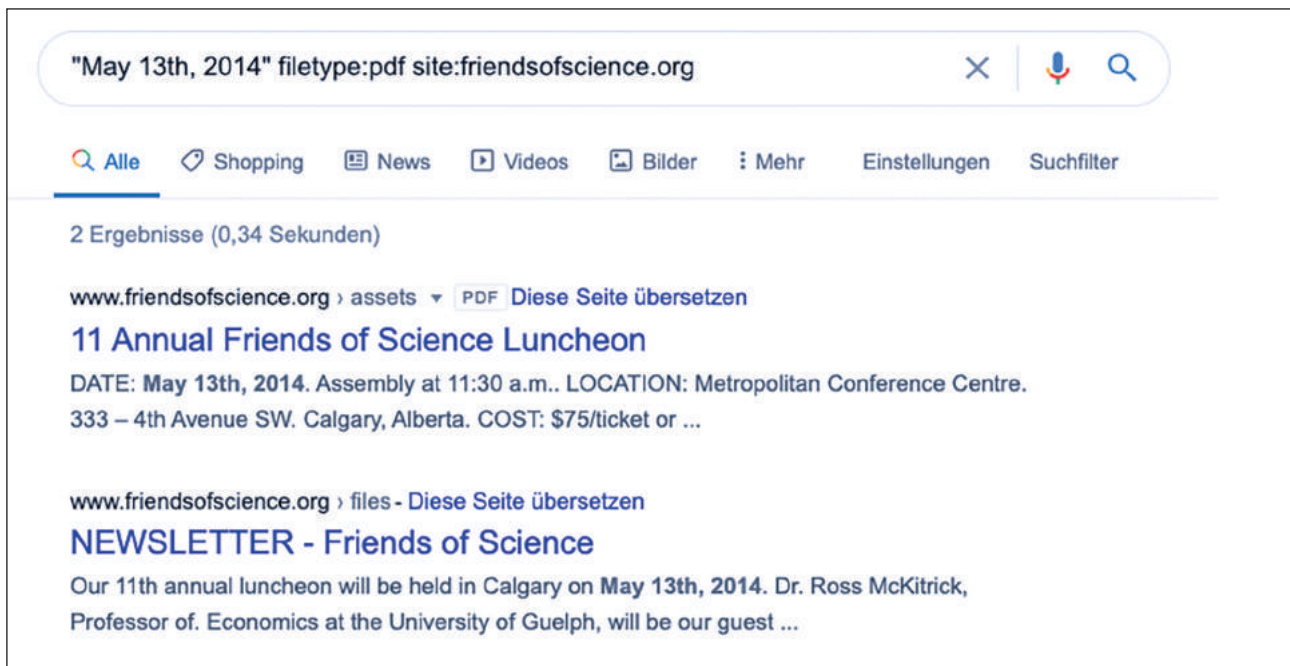 "May 13th, 2014" filetype:pdf site:friendsofscience.org
Alle Shopping News Videos Bilder Mehr Einstellungen Suchfilter
2 Ergebnisse (0,34 Sekunden)
www.friendsofscience.org › assets ▼ PDF Diese Seite übersetzen
11 Annual Friends of Science Luncheon
DATE: May 13th, 2014. Assembly at 11:30 a.m.. LOCATION: Metropolitan Conference Centre.
333 – 4th Avenue SW. Calgary, Alberta. COST: $75/ticket or ...
www.friendsofscience.org › files - Diese Seite übersetzen
NEWSLETTER - Friends of Science
Our 11th annual luncheon will be held in Calgary on May 13th, 2014. Dr. Ross McKitrick,
Professor of. Economics at the University of Guelph, will be our guest ...